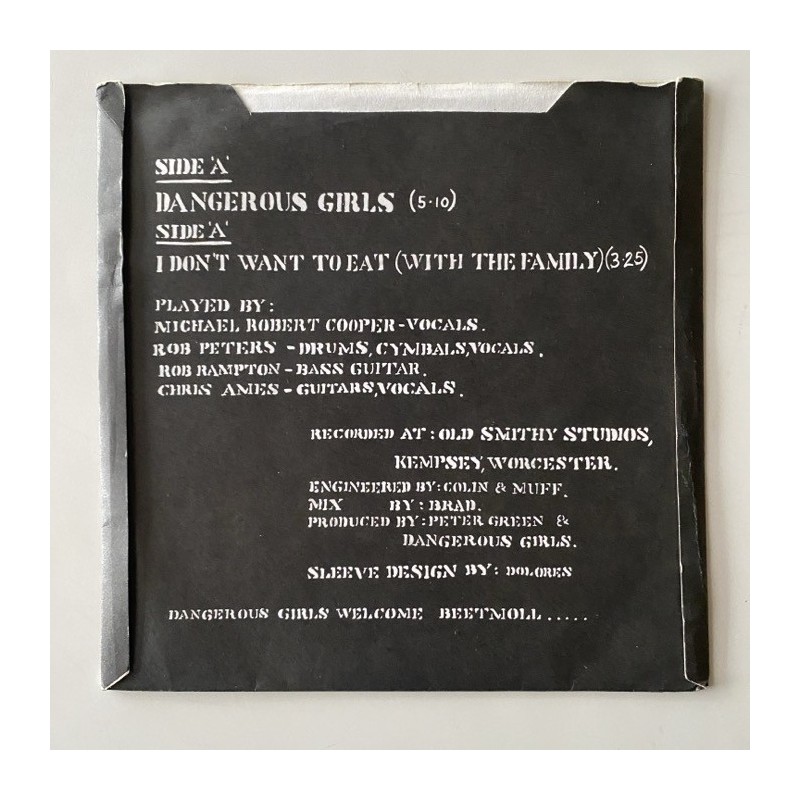 SIDE 'A'
DANGEROUS GIRLS (5·10)
SIDE 'A'
I DON'T WANT TO EAT (WITH THE FAMILY)(3·25)
PLAYED BY:
MICHAEL ROBERT COOPER-VOCALS.
ROB PETERS - DRUMS, CYMBALS, VOCALS.
ROB RAMPTON - BASS GUITAR.
CHRIS AMES - GUITARS, VOCALS.
RECORDED AT: OLD SMITHY STUDIOS,
KEMPSEY, WORCESTER.
ENGINEERED BY: COLIN & MUFF.
MIX BY: BRAD.
PRODUCED BY: PETER GREEN &
DANGEROUS GIRLS.
SLEEVE DESIGN BY: DOLORES
DANGEROUS GIRLS WELCOME BEETMOLL.....